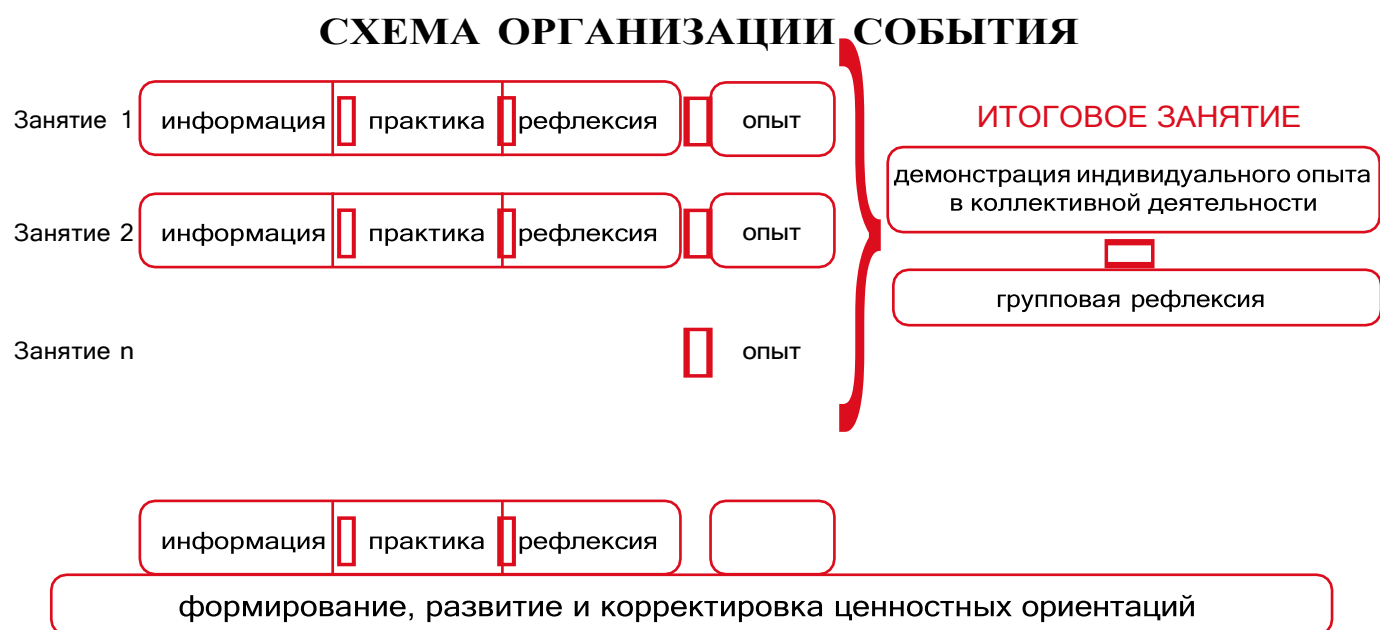 СХЕМА ОРГАНИЗАЦИИ СОБЫТИЯ
Занятие 1 информация практика рефлексия опыт
ИТОГОВОЕ ЗАНЯТИЕ
демонстрация индивидуального опыта
в коллективной деятельности
Занятие 2 информация практика рефлексия опыт
групповая рефлексия
Занятие n опыт
информация практика рефлексия
формирование, развитие и корректировка ценностных ориентаций